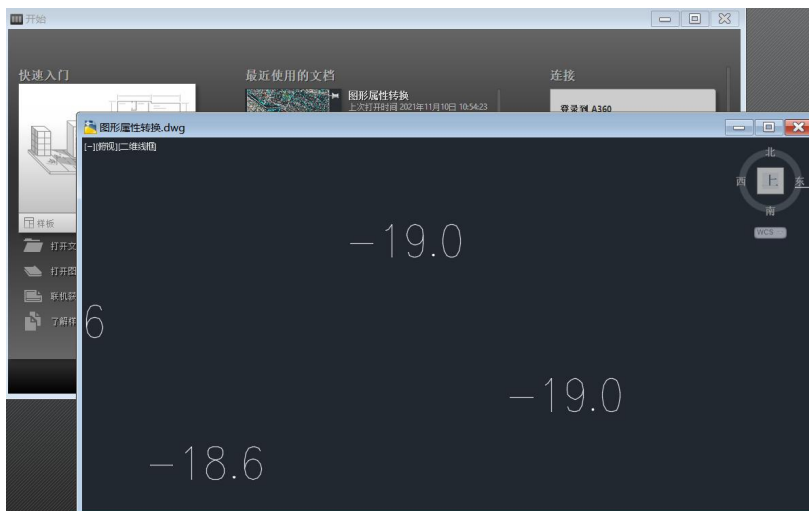 开始
快速入门
最近使用的文档
连接
图形属性转换
上次打开时间 2021年11月10日 10:54:23
登录到 A360
图形属性转换.dwg
[−][俯视][二维线框]
北
西
上
东
南
WCS
样板
打开文
打开图
联机获
了解样
-19.0
6
-19.0
-18.6